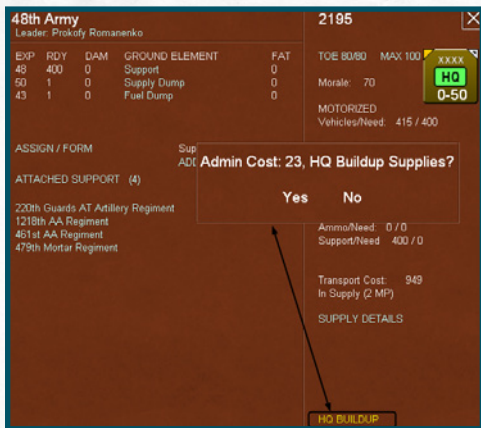 48th Army
Leader: Prokofy Romanenko
EXP RDY DAM GROUND ELEMENT FAT
48 400 0 Support 0
50 1 0 Supply Dump 0
43 1 0 Fuel Dump 0
ASSIGN / FORM
ATTACHED SUPPORT (4)
220th Guards AT Artillery Regiment
1218th AA Regiment
461st AA Regiment
479th Mortar Regiment
Admin Cost: 23, HQ Buildup Supplies?
Yes No
2195 X
TOE 80/80 MAX 100
XXXX
HQ
0-50
Morale: 70
MOTORIZED
Vehicles/Need: 415 / 400
Ammo/Need: 0 / 0
Support/Need 400 / 0
Transport Cost: 949
In Supply (2 MP)
SUPPLY DETAILS
HQ BUILDUP